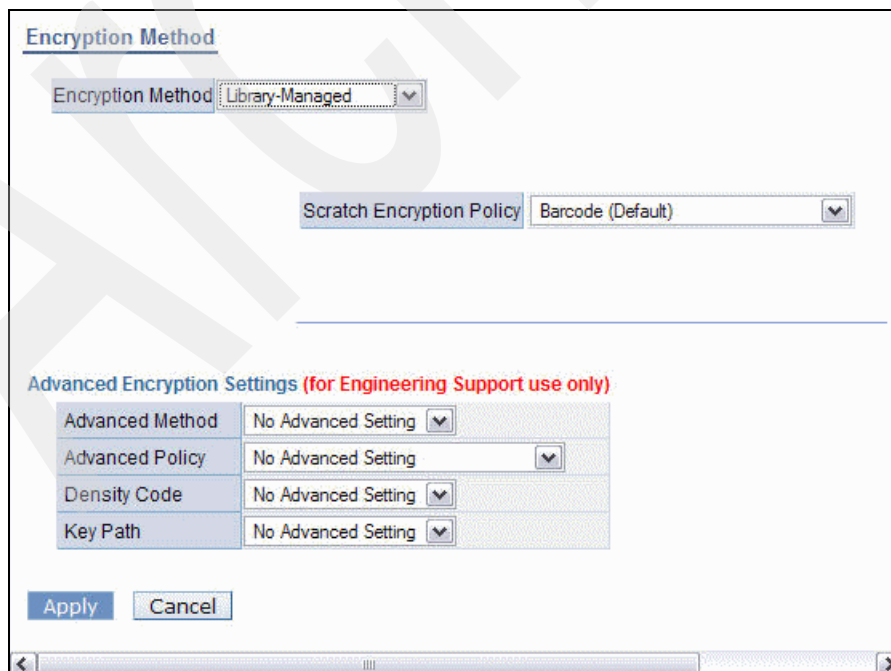 Encryption Method
Encryption Method Library-Managed
Scratch Encryption Policy Barcode (Default)
Advanced Encryption Settings (for Engineering Support use only)
Advanced Method No Advanced Setting
Advanced Policy No Advanced Setting
Density Code No Advanced Setting
Key Path No Advanced Setting
Apply Cancel